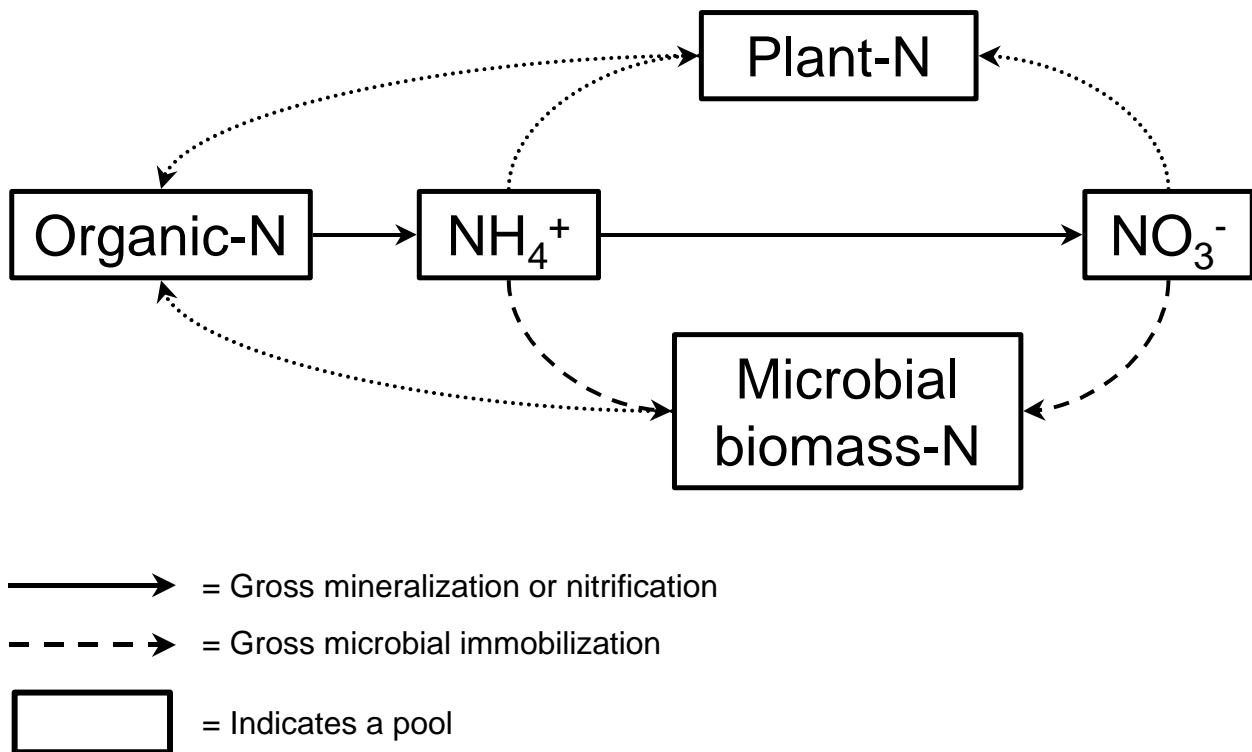 Plant-N
Organic-N
NH₄⁺
NO₃⁻
Microbial
biomass-N
= Gross mineralization or nitrification
= Gross microbial immobilization
= Indicates a pool